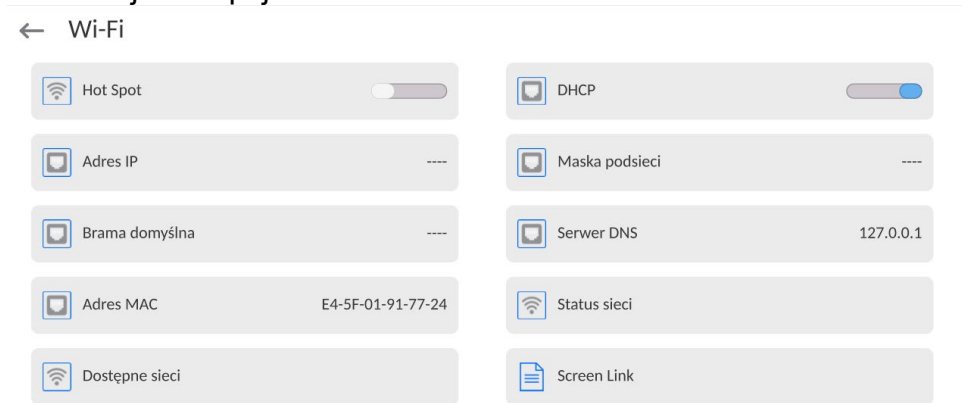 ← Wi-Fi
Hot Spot
DHCP
Adres IP ----
Maska podsieci ----
Brama domyślna ----
Serwer DNS 127.0.0.1
Adres MAC E4-5F-01-91-77-24
Status sieci
Dostępne sieci
Screen Link